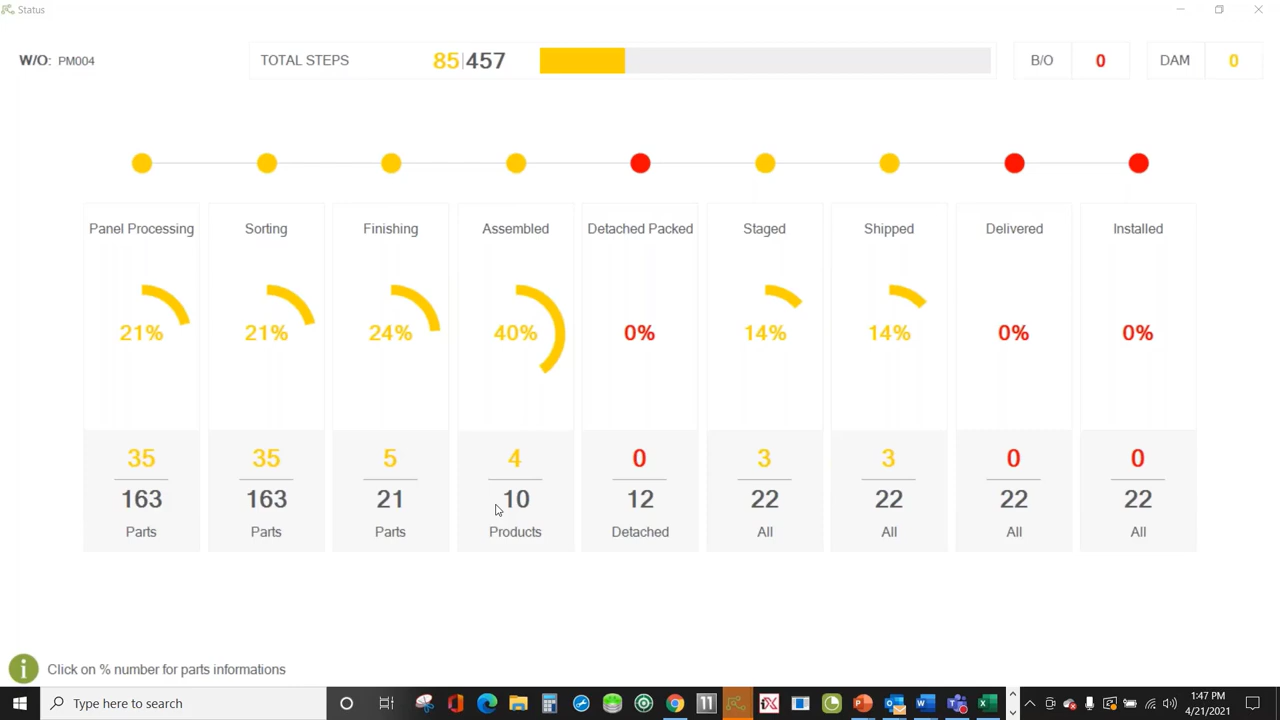 Status
W/O: PM004
TOTAL STEPS 85|457
B/O 0
DAM 0
Panel Processing Sorting Finishing Assembled Detached Packed Staged Shipped Delivered Installed
21% 21% 24% 40% 0% 14% 14% 0% 0%
35 35 5 4 0 3 3 0 0
163 163 21 10 12 22 22 22 22
Parts Parts Parts Products Detached All All All All
i Click on % number for parts informations
Type here to search
11
1:47 PM
4/21/2021